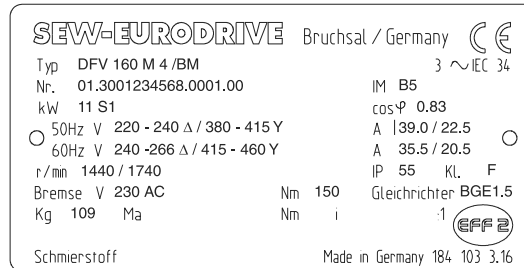 SEW-EURODRIVE Bruchsal / Germany CE
Typ DFV 160 M 4 /BM 3 ~ IEC 34
Nr. 01.3001234568.0001.00 IM B5
kW 11 S1 cosφ 0.83
50Hz V 220 - 240 Δ / 380 - 415 Y A |39.0 / 22.5
60Hz V 240 -266 Δ / 415 - 460 Y A 35.5 / 20.5
r/min 1440 / 1740 IP 55 Kl. F
Bremse V 230 AC Nm 150 Gleichrichter BGE1.5
Kg 109 Ma Nm i :1 EFF 2
Schmierstoff Made in Germany 184 103 3.16